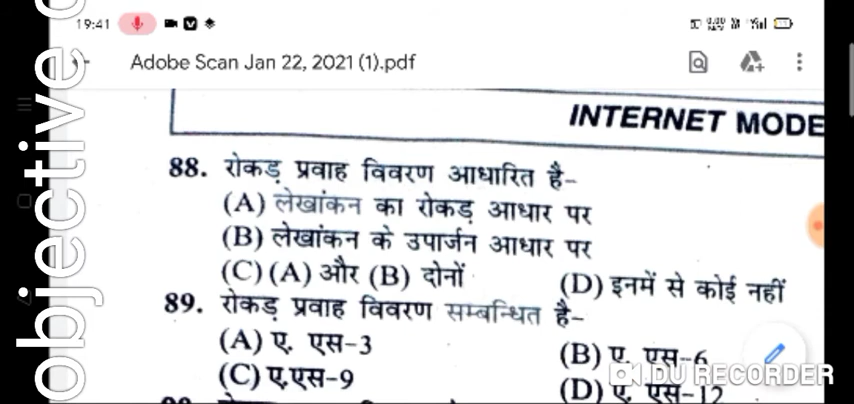 19:41
Adobe Scan Jan 22, 2021 (1).pdf
objective
INTERNET MODE
88. रोकड़ प्रवाह विवरण आधारित है-
(A) लेखांकन का रोकड़ आधार पर
(B) लेखांकन के उपार्जन आधार पर
(C) (A) और (B) दोनों (D) इनमें से कोई नहीं
89. रोकड़ प्रवाह विवरण सम्बन्धित है-
(A) ए. एस-3 (B) ए. एस-6
(C) ए.एस-9 (D) ए. एस-12
DU RECORDER